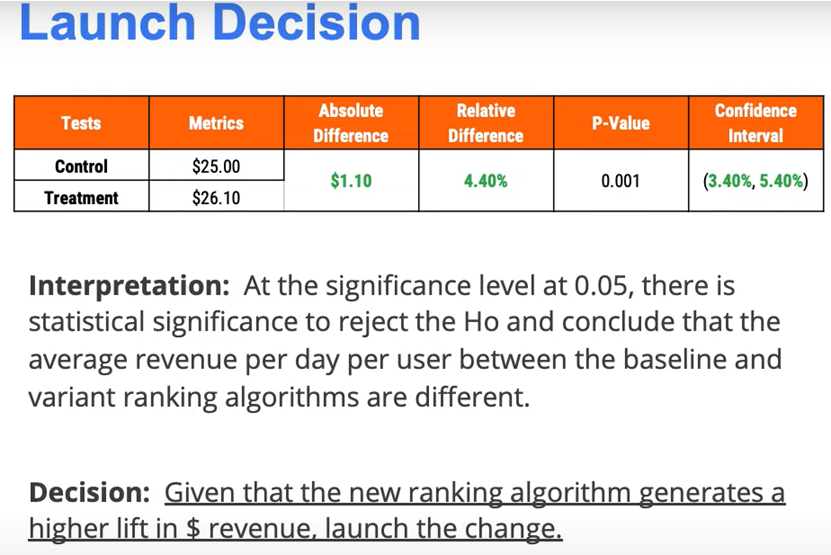 Launch Decision
Tests Metrics Absolute Difference Relative Difference P-Value Confidence Interval
Control $25.00 $1.10 4.40% 0.001 (3.40%, 5.40%)
Treatment $26.10
Interpretation: At the significance level at 0.05, there is
statistical significance to reject the Ho and conclude that the
average revenue per day per user between the baseline and
variant ranking algorithms are different.
Decision: Given that the new ranking algorithm generates a
higher lift in $ revenue, launch the change.